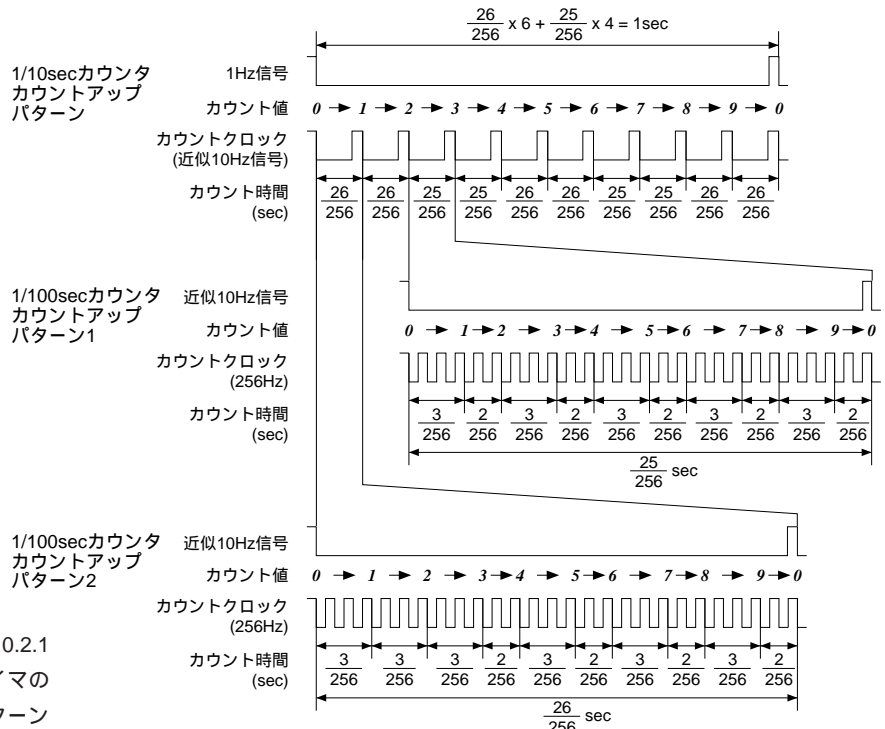 26/256 x 6 + 25/256 x 4 = 1sec
1/10secカウンタ
カウントアップ
パターン
1Hz信号
カウント値 0 → 1 → 2 → 3 → 4 → 5 → 6 → 7 → 8 → 9 → 0
カウントクロック
(近似10Hz信号)
カウント時間
(sec)
26/256 26/256 25/256 25/256 26/256 26/256 25/256 25/256 26/256 26/256
1/100secカウンタ
カウントアップ
パターン1
近似10Hz信号
カウント値 0 → 1 → 2 → 3 → 4 → 5 → 6 → 7 → 8 → 9 → 0
カウントクロック
(256Hz)
カウント時間
(sec)
3/256 2/256 3/256 2/256 3/256 2/256 3/256 2/256 3/256 2/256
25/256 sec
1/100secカウンタ
カウントアップ
パターン2
近似10Hz信号
カウント値 0 → 1 → 2 → 3 → 4 → 5 → 6 → 7 → 8 → 9 → 0
カウントクロック
(256Hz)
カウント時間
(sec)
3/256 3/256 3/256 2/256 3/256 2/256 3/256 2/256 3/256 2/256
26/256 sec
0.2.1
イマの
ターン